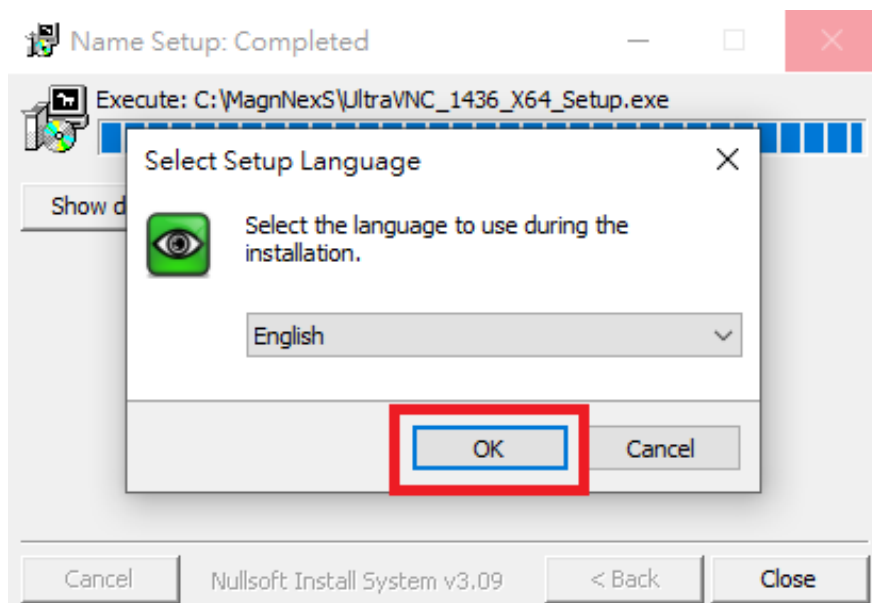 Name Setup: Completed
Execute: C:\MagnNexS\UltraVNC_1436_X64_Setup.exe
Select Setup Language
Show d
Select the language to use during the
installation.
English
OK
Cancel
Cancel
Nullsoft Install System v3.09
< Back
Close